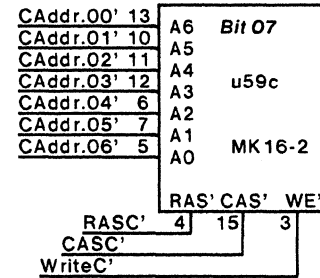 CAddr.00' 13 A6 Bit 07
CAddr.01' 10 A5
CAddr.02' 11 A4 u59c
CAddr.03' 12 A3
CAddr.04' 6 A2
CAddr.05' 7 A1 MK 16-2
CAddr.06' 5 A0
RAS' CAS' WE'
RASC' 4 15 3
CASC'
WriteC'